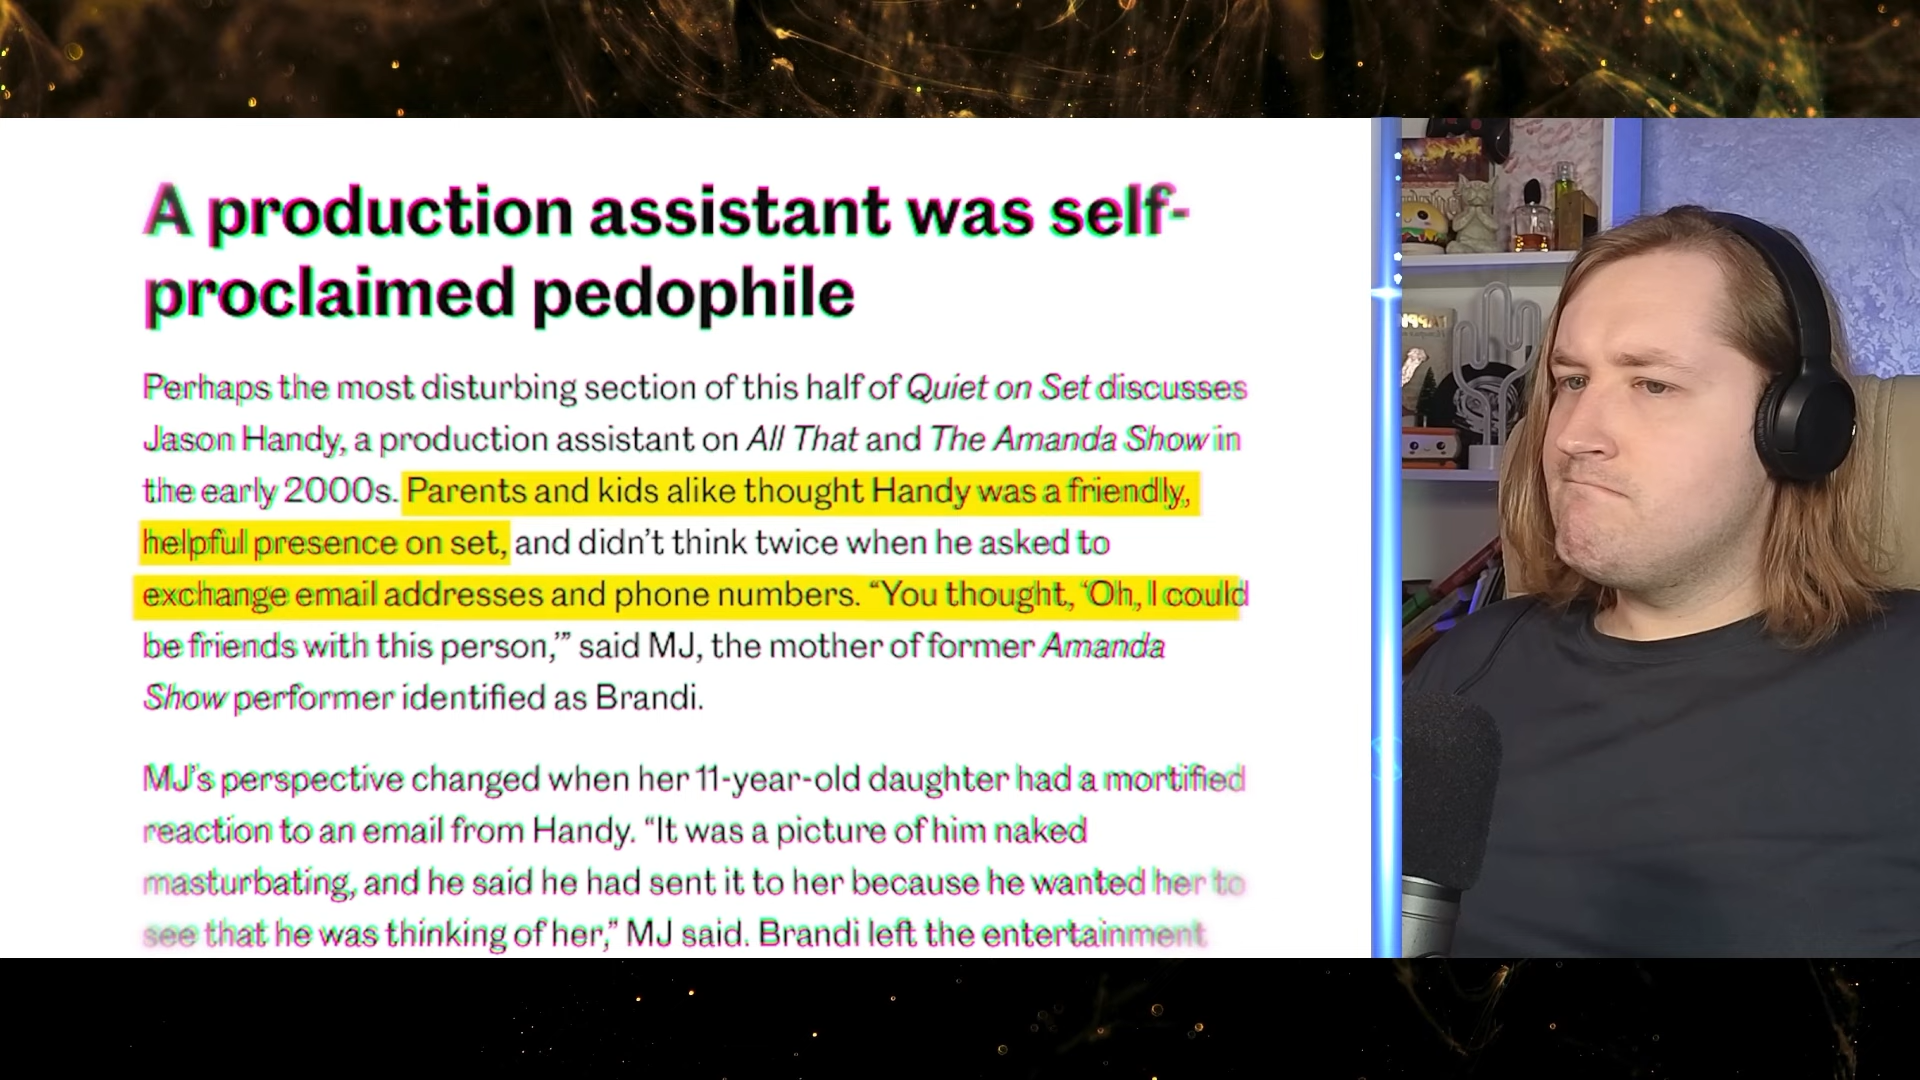 A production assistant was self-
proclaimed pedophile
Perhaps the most disturbing section of this half of Quiet on Set discusses
Jason Handy, a production assistant on All That and The Amanda Show in
the early 2000s. Parents and kids alike thought Handy was a friendly,
helpful presence on set, and didn’t think twice when he asked to
exchange email addresses and phone numbers. “You thought, ‘Oh, I could
be friends with this person,’” said MJ, the mother of former Amanda
Show performer identified as Brandi.
MJ’s perspective changed when her 11-year-old daughter had a mortified
reaction to an email from Handy. “It was a picture of him naked
masturbating, and he said he had sent it to her because he wanted her to
see that he was thinking of her,” MJ said. Brandi left the entertainment